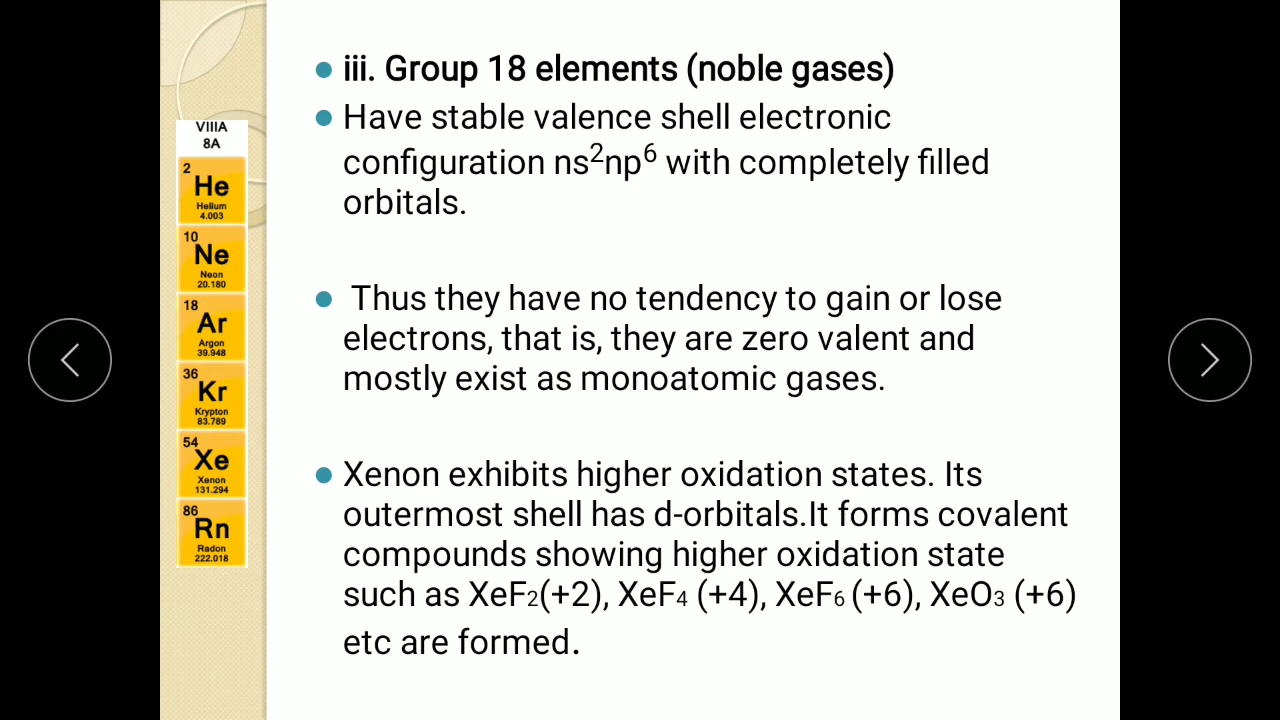 VIIIA
8A
2
He
Helium
4.003
10
Ne
Neon
20.180
18
Ar
Argon
39.948
36
Kr
Krypton
83.789
54
Xe
Xenon
131.294
86
Rn
Radon
222.018
• iii. Group 18 elements (noble gases)
• Have stable valence shell electronic
configuration ns²np⁶ with completely filled
orbitals.
• Thus they have no tendency to gain or lose
electrons, that is, they are zero valent and
mostly exist as monoatomic gases.
• Xenon exhibits higher oxidation states. Its
outermost shell has d-orbitals.It forms covalent
compounds showing higher oxidation state
such as XeF₂(+2), XeF₄ (+4), XeF₆ (+6), XeO₃ (+6)
etc are formed.